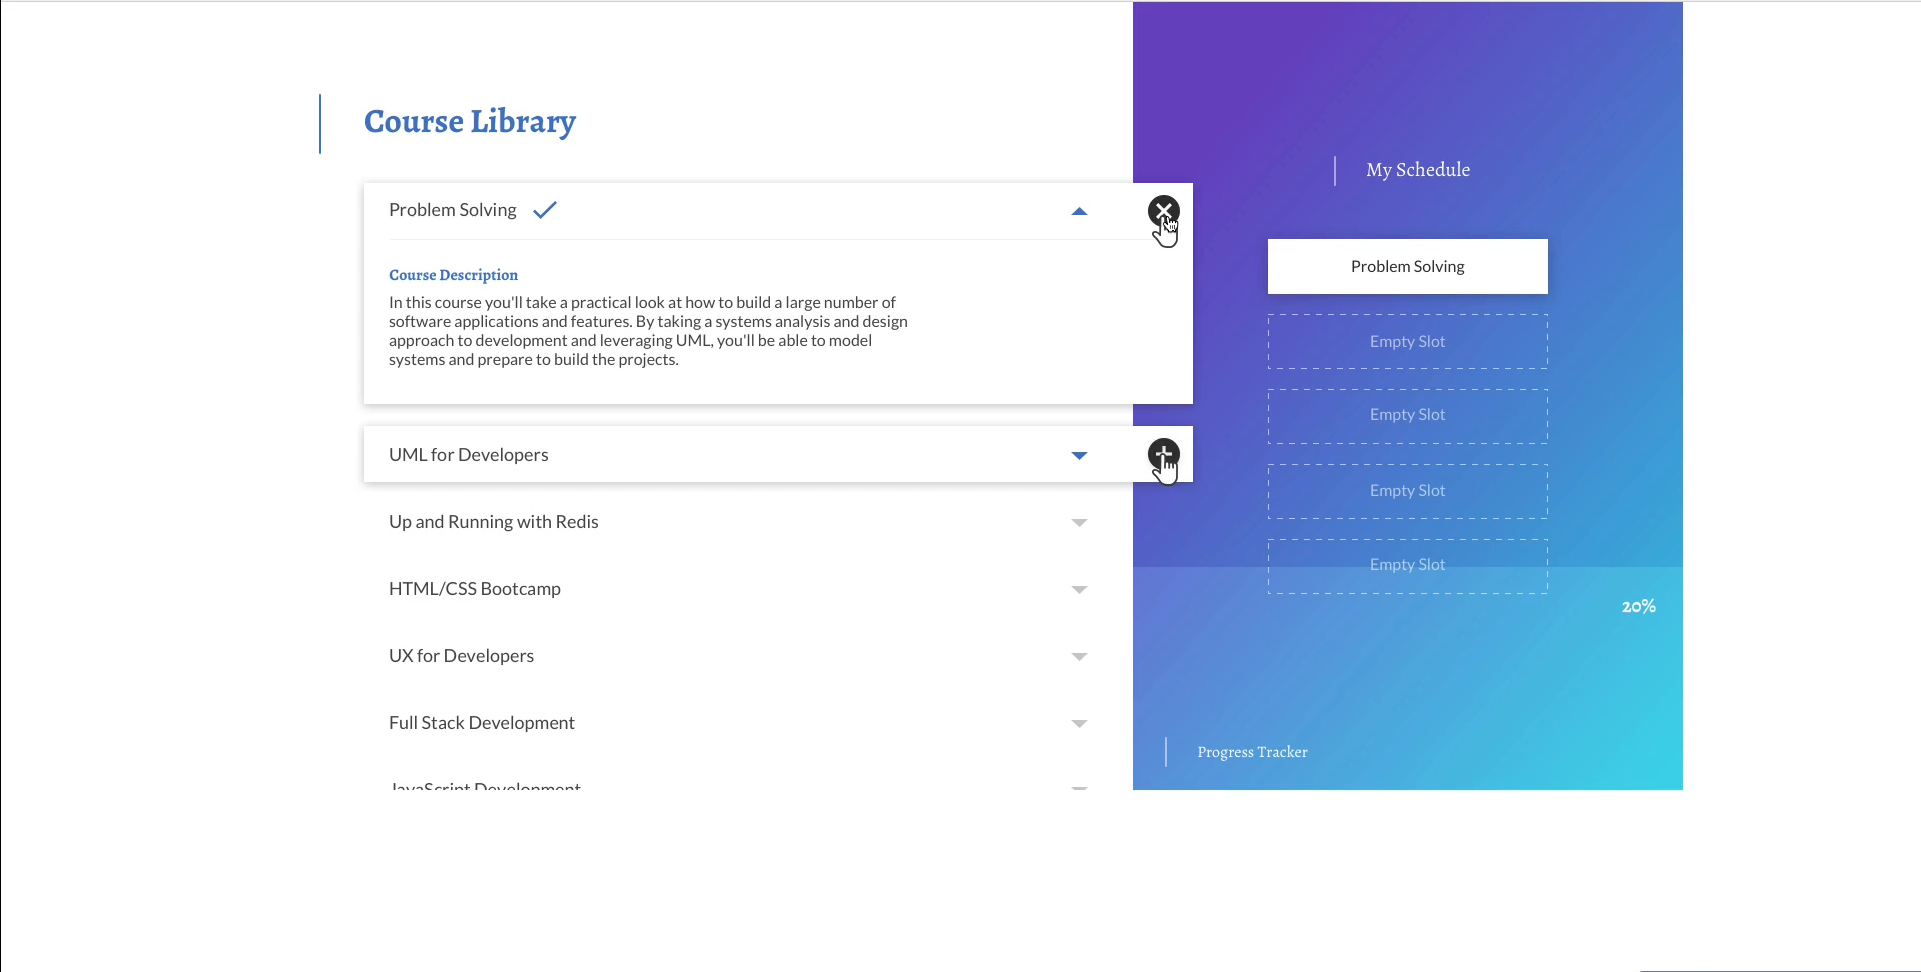 Course Library
Problem Solving
Course Description
In this course you'll take a practical look at how to build a large number of
software applications and features. By taking a systems analysis and design
approach to development and leveraging UML, you'll be able to model
systems and prepare to build the projects.
UML for Developers
Up and Running with Redis
HTML/CSS Bootcamp
UX for Developers
Full Stack Development
JavaScript Development
My Schedule
Problem Solving
Empty Slot
Empty Slot
Empty Slot
Empty Slot
20%
Progress Tracker